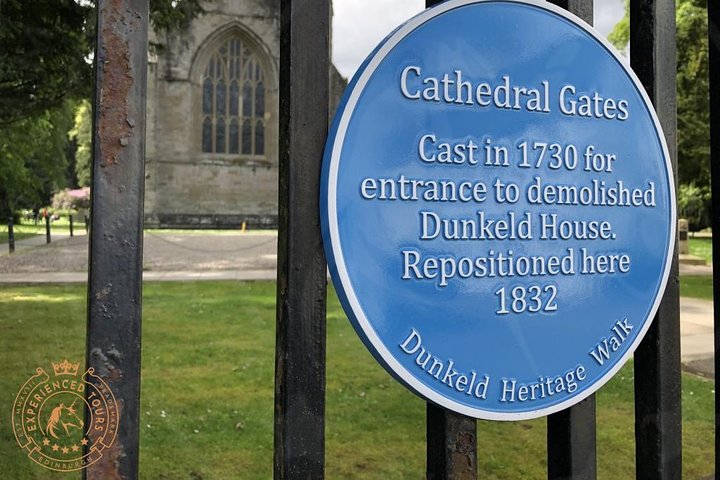 Cathedral Gates
Cast in 1730 for
entrance to demolished
Dunkeld House.
Repositioned here
1832
Dunkeld Heritage Walk
EXPERIENCED TOURS
EDINBURGH